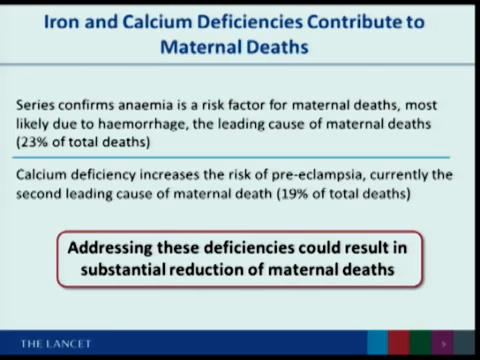 Iron and Calcium Deficiencies Contribute to
Maternal Deaths
Series confirms anaemia is a risk factor for maternal deaths, most
likely due to haemorrhage, the leading cause of maternal deaths
(23% of total deaths)
Calcium deficiency increases the risk of pre-eclampsia, currently the
second leading cause of maternal death (19% of total deaths)
Addressing these deficiencies could result in
substantial reduction of maternal deaths
THE LANCET